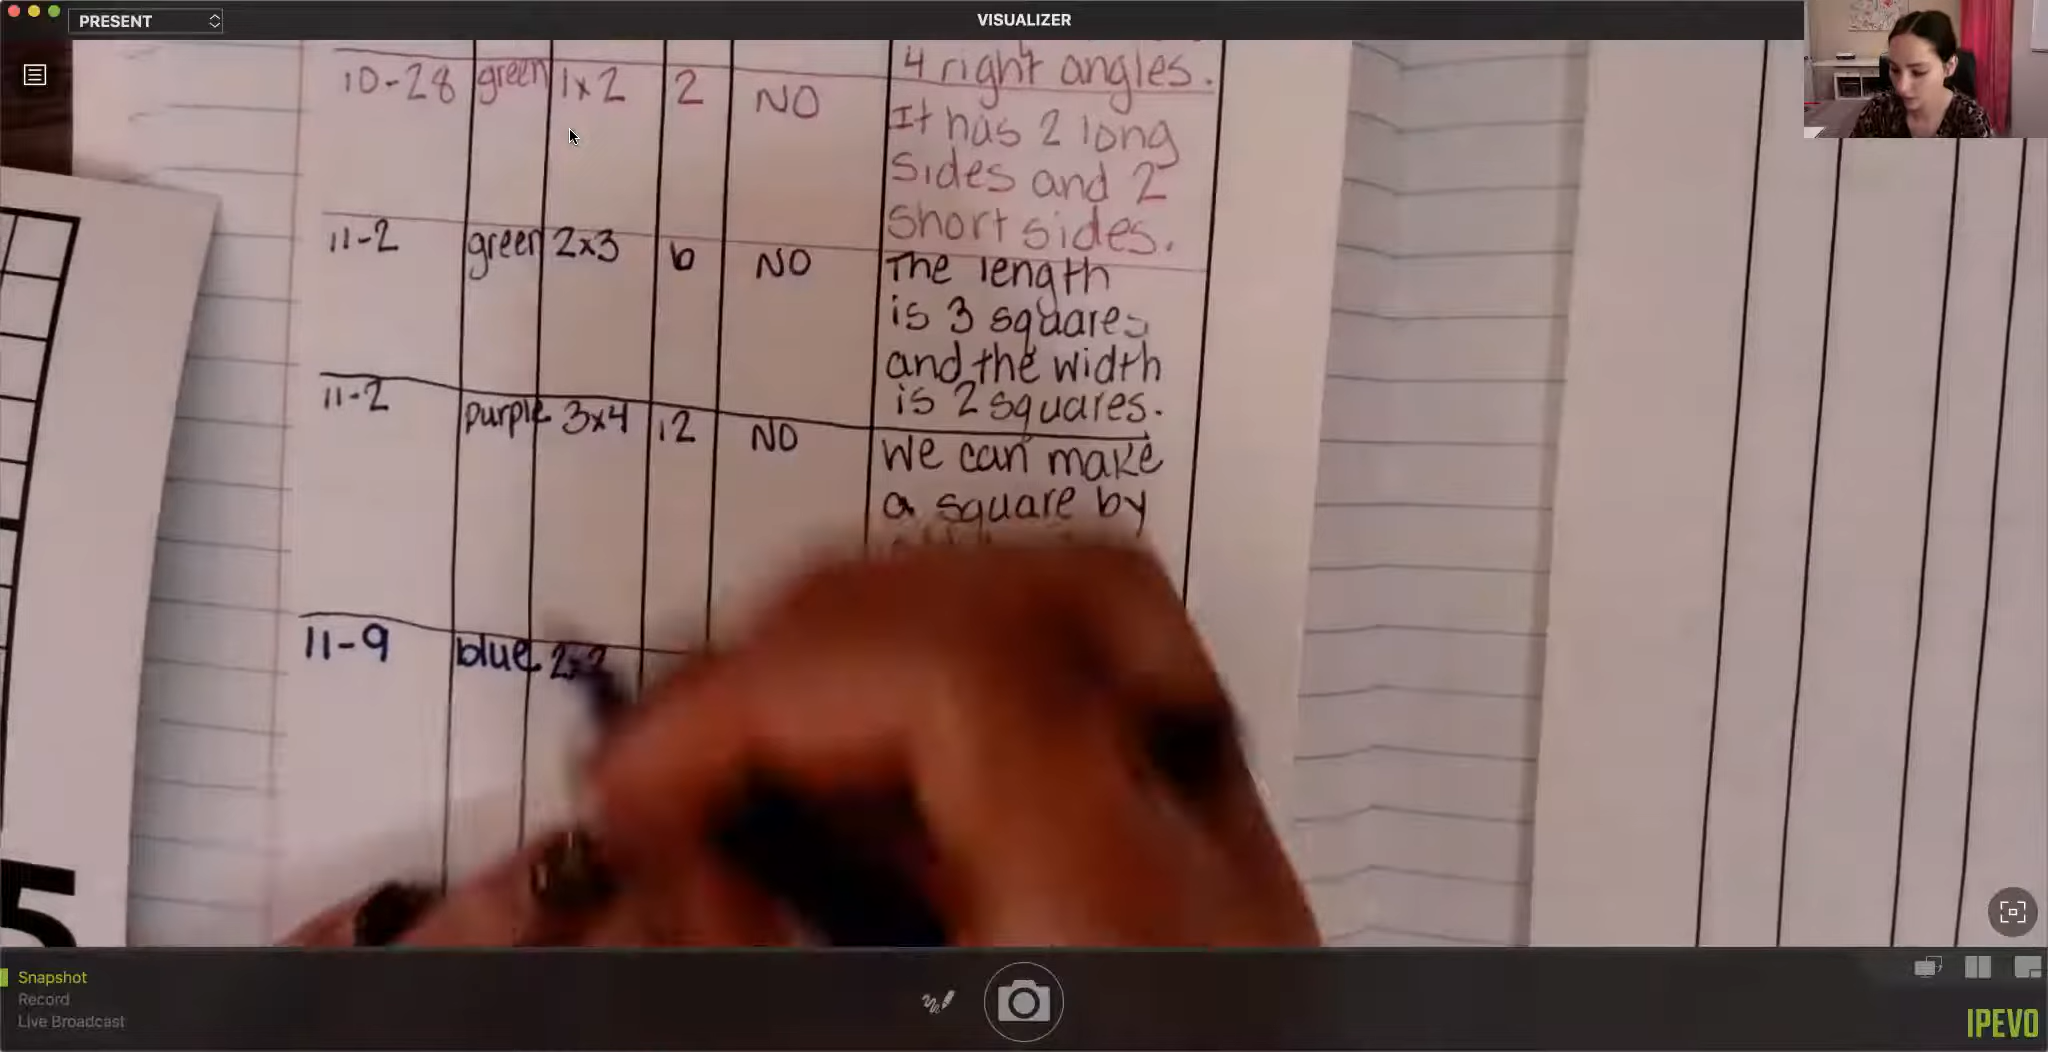 PRESENT
VISUALIZER
4 right angles.
10-28 green 1x2 2 NO
It has 2 long
sides and 2
short sides.
11-2 green 2x3 6 NO
The length
is 3 squares
and the width
is 2 squares.
11-2 purple 3x4 12 NO
We can make
a square by
11-9 blue 2x2
5
Snapshot
Record
Live Broadcast
IPEVO